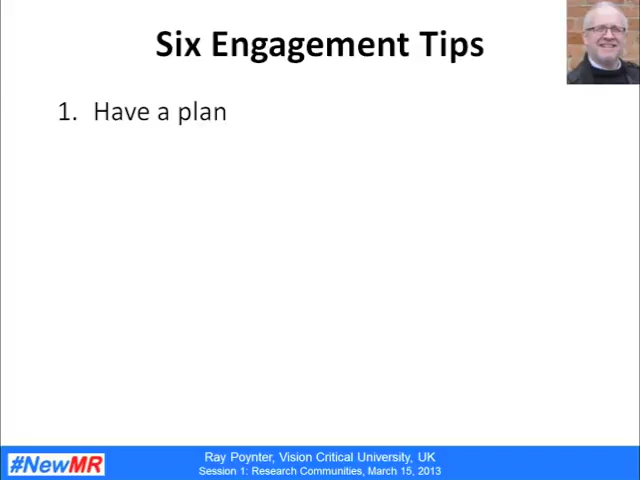 Six Engagement Tips
1. Have a plan
#NewMR
Ray Poynter, Vision Critical University, UK
Session 1: Research Communities, March 15, 2013